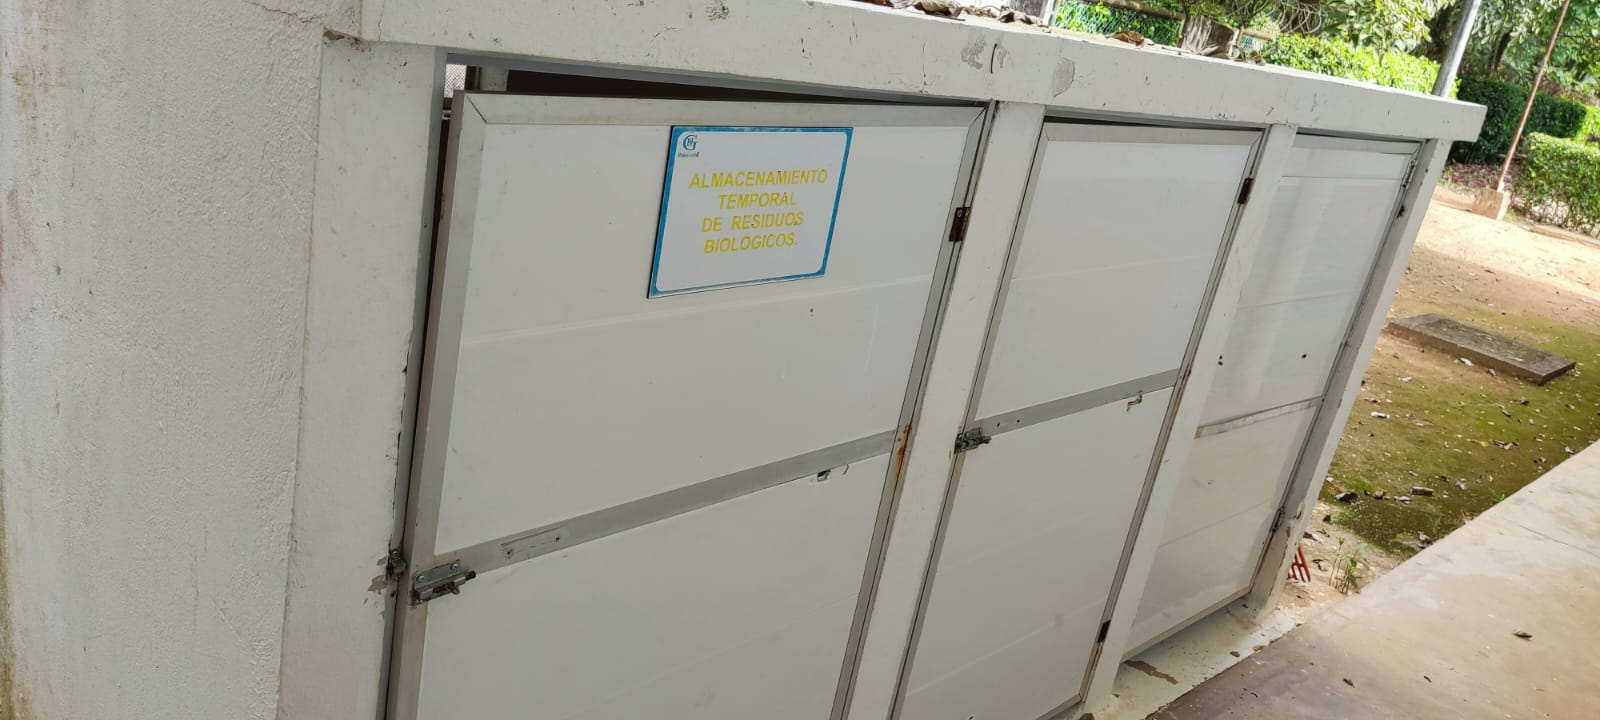 ALMACENAMIENTO
TEMPORAL
DE RESIDUOS
BIOLÓGICOS.